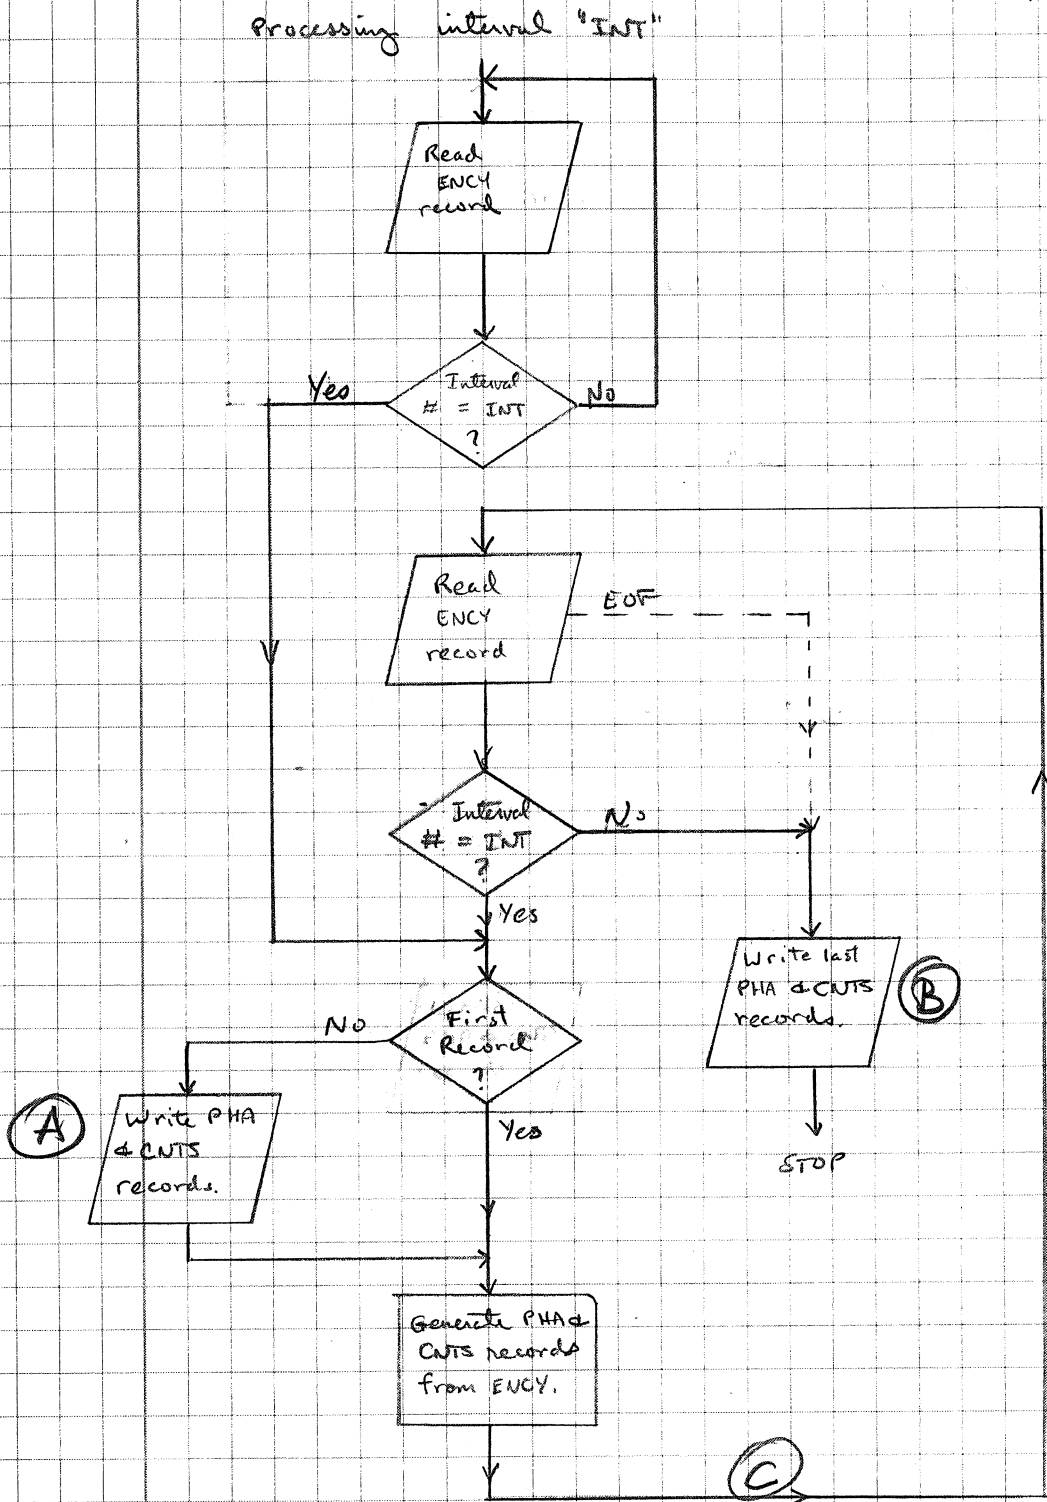 Processing interval "INT"
Read
ENCY
record
Yes
Interval
# = INT
?
No
Read
ENCY
record
EOF
Interval
# = INT
?
No
Yes
First
Record
?
No
Yes
Write last
PHA & CNTS
records.
B
STOP
A
Write PHA
& CNTS
records.
Generate PHA &
CNTS records
from ENCY.
C